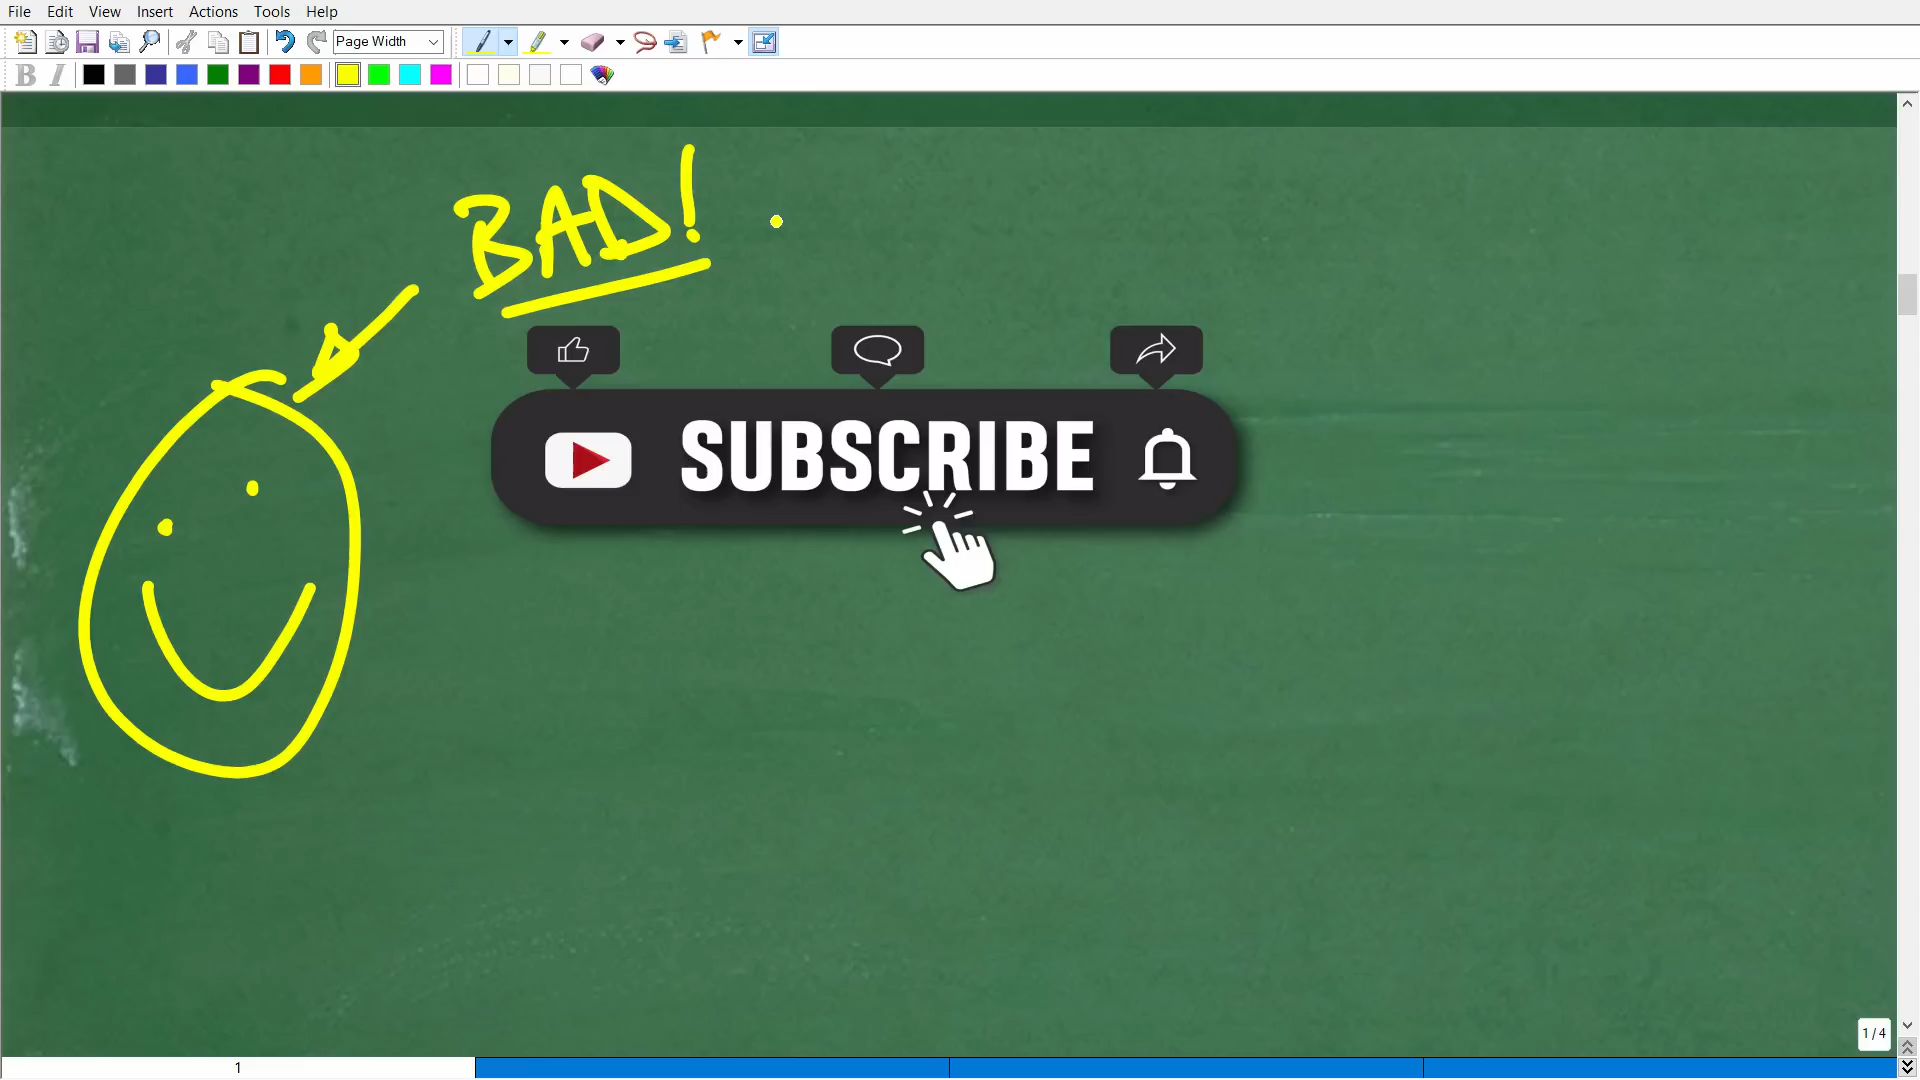 File Edit View Insert Actions Tools Help
Page Width
B I
BAD!
SUBSCRIBE
1 / 4
1